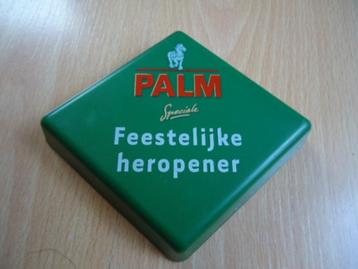 PALM
Speciale
Feestelijke
heropener